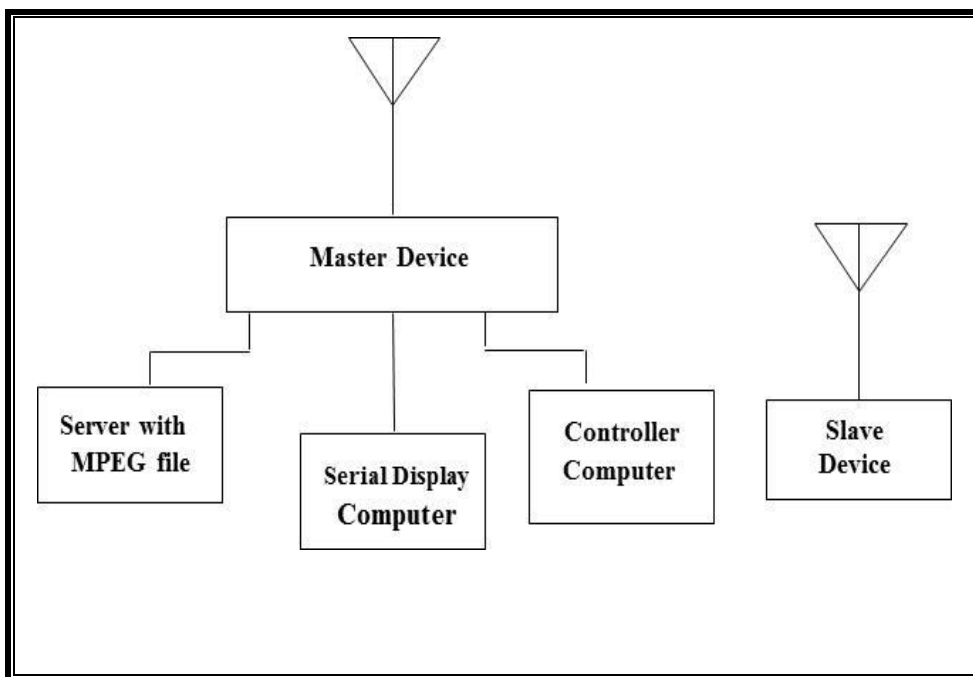 Master Device
Server with
MPEG file
Serial Display
Computer
Controller
Computer
Slave
Device